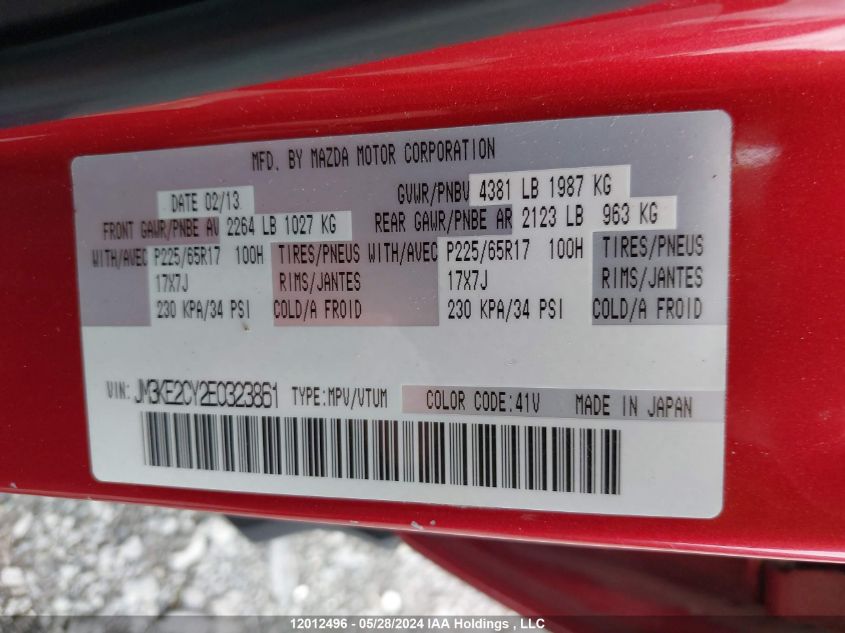 MFD. BY MAZDA MOTOR CORPORATION
DATE 02/13 GVWR/PNBV 4381 LB 1987 KG
FRONT GAWR/PNBE AV 2264 LB 1027 KG REAR GAWR/PNBE AR 2123 LB 963 KG
WITH/AVEC P225/65R17 100H TIRES/PNEUS WITH/AVEC P225/65R17 100H TIRES/PNEUS
17X7J RIMS/JANTES 17X7J RIMS/JANTES
230 KPA/34 PSI COLD/A FROID 230 KPA/34 PSI COLD/A FROID
VIN: JM3KE2CY2E0323861 TYPE:MPV/VTUM COLOR CODE:41V MADE IN JAPAN
12012496 - 05/28/2024 IAA Holdings , LLC